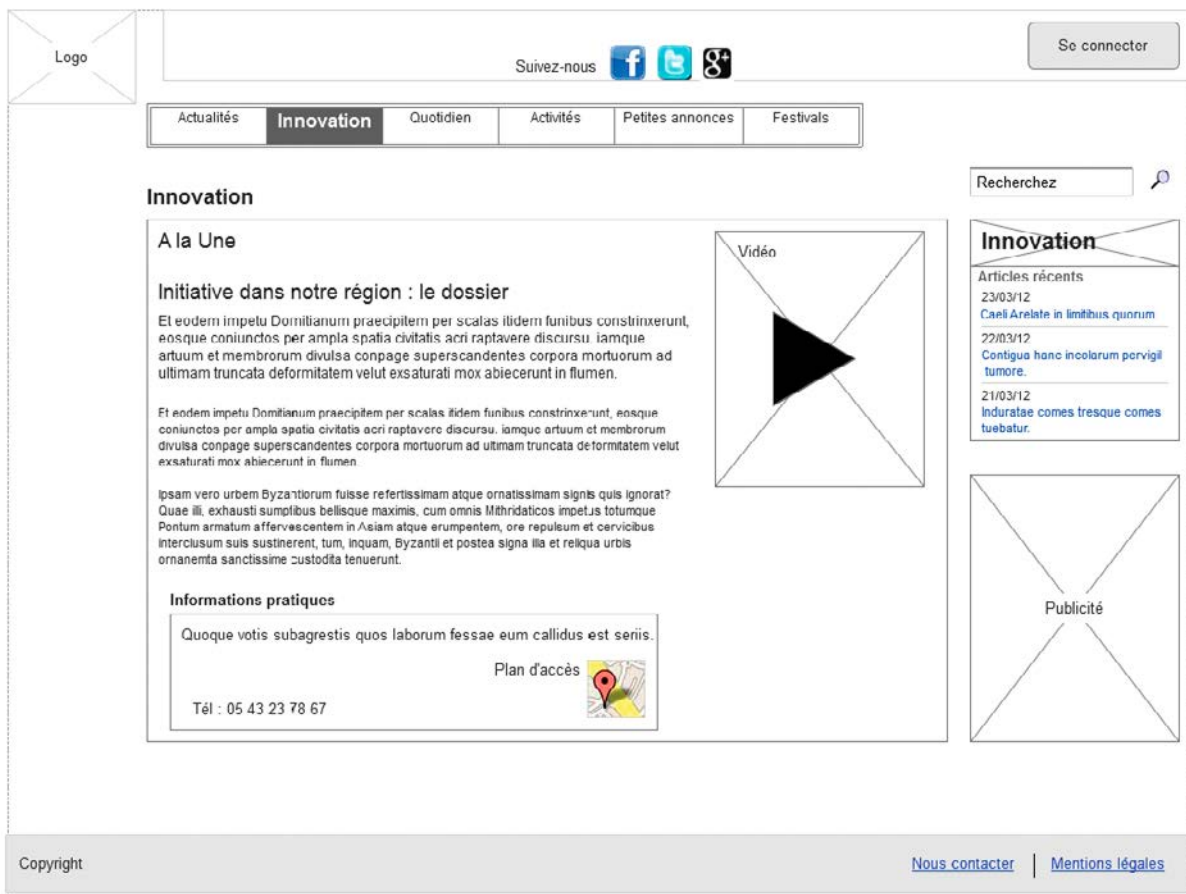 Logo
Suivez-nous
Se connecter
Actualités Innovation Quotidien Activités Petites annonces Festivals
Recherchez
Innovation
A la Une
Initiative dans notre région : le dossier
Et eodem impetu Domitianum praecipitem per scalas itidem funibus constrinxerunt,
eosque coniunctos per ampla spatia civitatis acri raptavere discursu. iamque
artuum et membrorum divulsa conpage superscandentes corpora mortuorum ad
ultimam truncata deformitatem velut exsaturati mox abiecerunt in flumen.
Et eodem impetu Domitianum praecipitem per scalas itidem funibus constrinxerunt, eosque
coniunctos per ampla spatia civitatis acri raptavere discursu. iamque artuum et membrorum
divulsa conpage superscandentes corpora mortuorum ad ultimam truncata deformitatem velut
exsaturati mox abiecerunt in flumen.
Ipsam vero urbem Byzantiorum fuisse refertissimam atque ornatissimam signis quis ignorat?
Quae illi, exhausti sumptibus bellisque maximis, cum omnis Mithridaticos impetus totumque
Pontum armatum affervescentem in Asiam atque erumpentem, ore repulsum et cervicibus
interclusum suis sustinerent, tum, inquam, Byzantii et postea signa illa et reliqua urbis
ornanemta sanctissime custodita tenuerunt.
Vidéo
Informations pratiques
Quoque votis subagrestis quos laborum fessae eum callidus est seriis.
Plan d'accès
Tél : 05 43 23 78 67
Innovation
Articles récents
23/03/12
Caeli Arelate in limitibus quorum
22/03/12
Contigua hanc incolarum pervigil
tumore.
21/03/12
Induratae comes tresque comes
tuebatur.
Publicité
Copyright
Nous contacter | Mentions légales